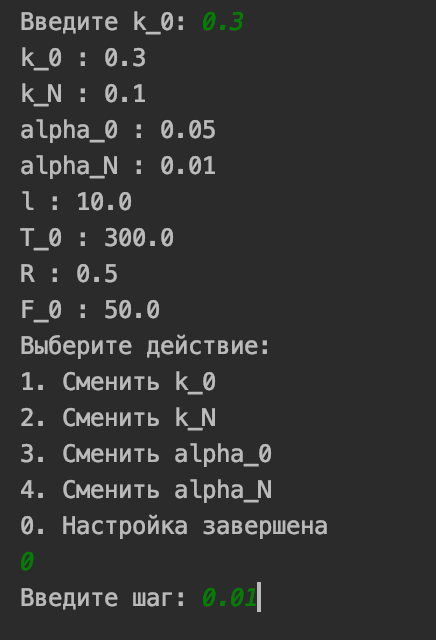 Введите k_0: 0.3
k_0 : 0.3
k_N : 0.1
alpha_0 : 0.05
alpha_N : 0.01
l : 10.0
T_0 : 300.0
R : 0.5
F_0 : 50.0
Выберите действие:
1. Сменить k_0
2. Сменить k_N
3. Сменить alpha_0
4. Сменить alpha_N
0. Настройка завершена
0
Введите шаг: 0.01